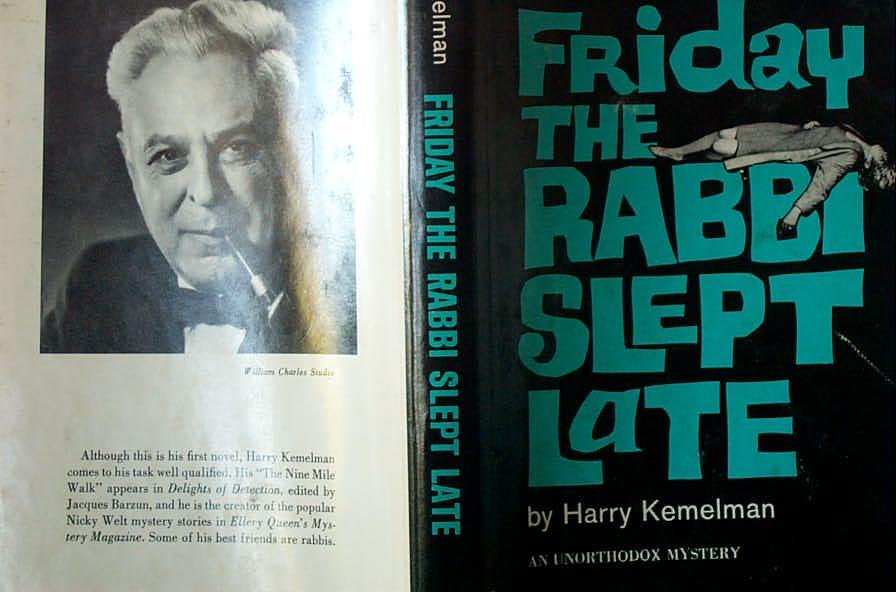 William Charles Studio
Although this is his first novel, Harry Kemelman
comes to his task well qualified. His "The Nine Mile
Walk" appears in Delights of Detection, edited by
Jacques Barzun, and he is the creator of the popular
Nicky Welt mystery stories in Ellery Queen's Mys-
tery Magazine. Some of his best friends are rabbis.
elman FRIDAY THE RABBI SLEPT LATE
Friday
THE
RABBI
SLEPT
LaTE
by Harry Kemelman
AN UNORTHODOX MYSTERY